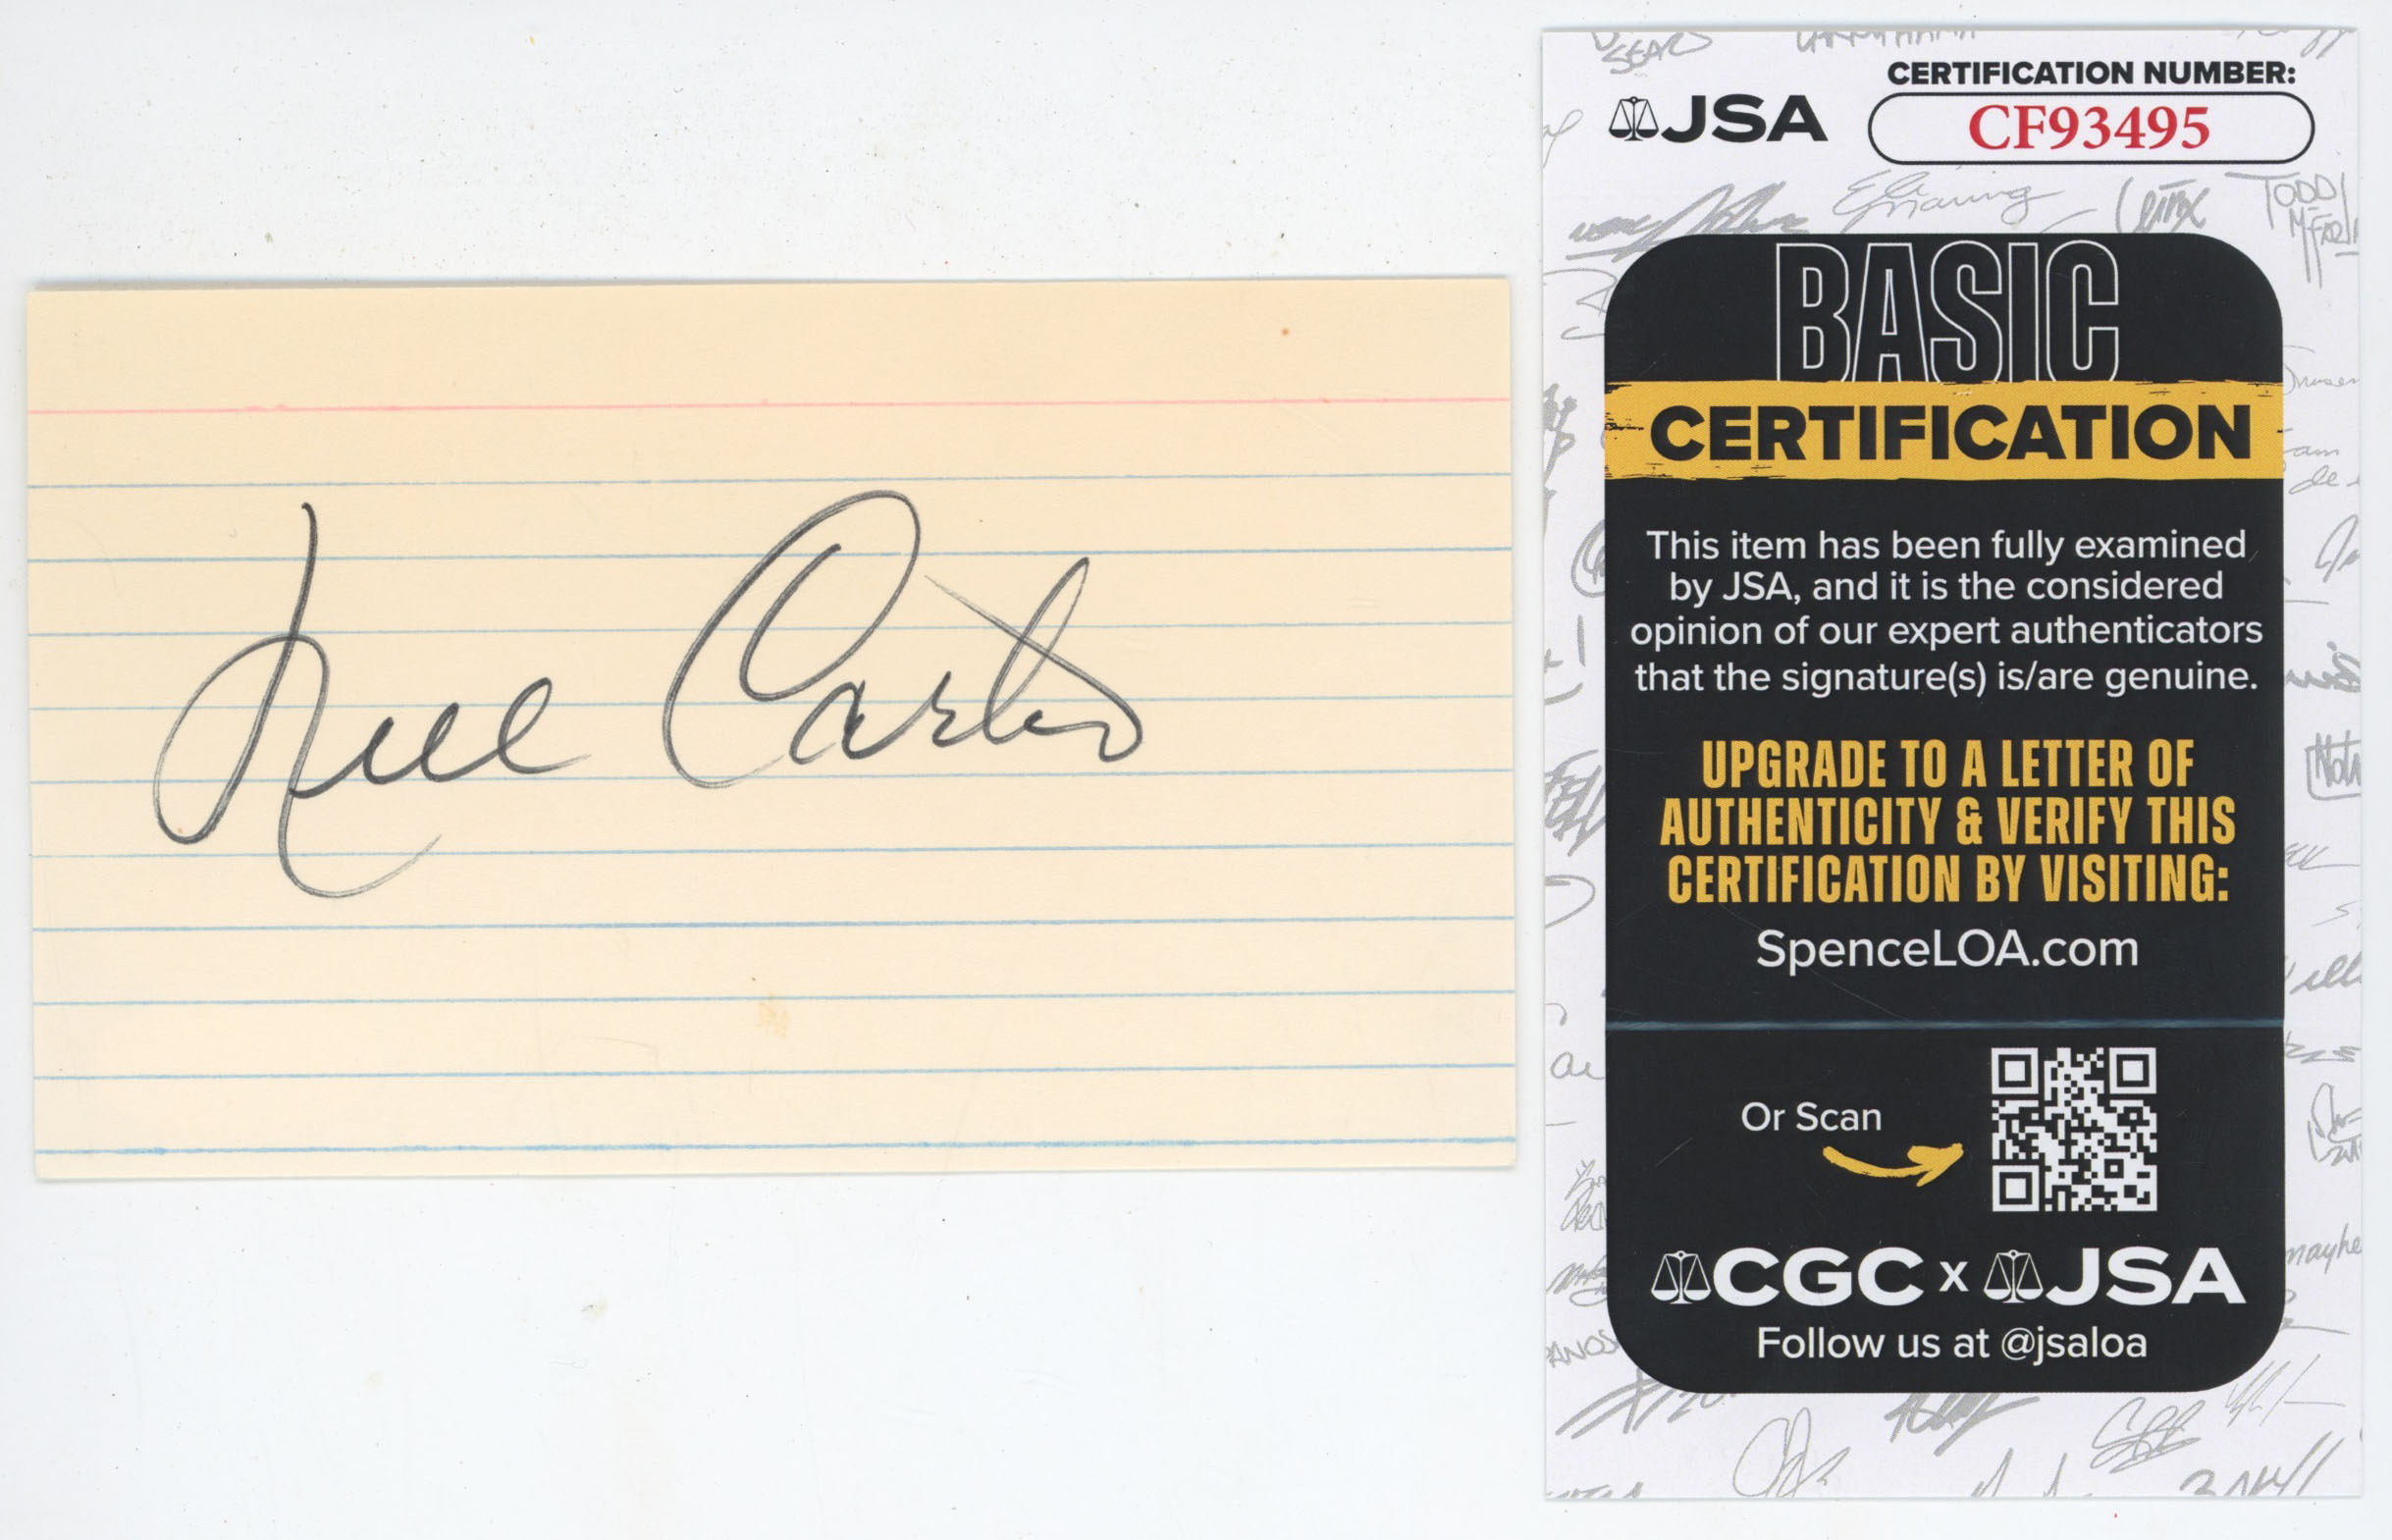 Nell Carter
CERTIFICATION NUMBER:
JSA
CF93495
TODD
BASIC
CERTIFICATION
This item has been fully examined
by JSA, and it is the considered
opinion of our expert authenticators
that the signature(s) is/are genuine.
UPGRADE TO A LETTER OF
AUTHENTICITY & VERIFY THIS
CERTIFICATION BY VISITING:
SpenceLOA.com
Or Scan
CGC x JSA
Follow us at @jsaloa